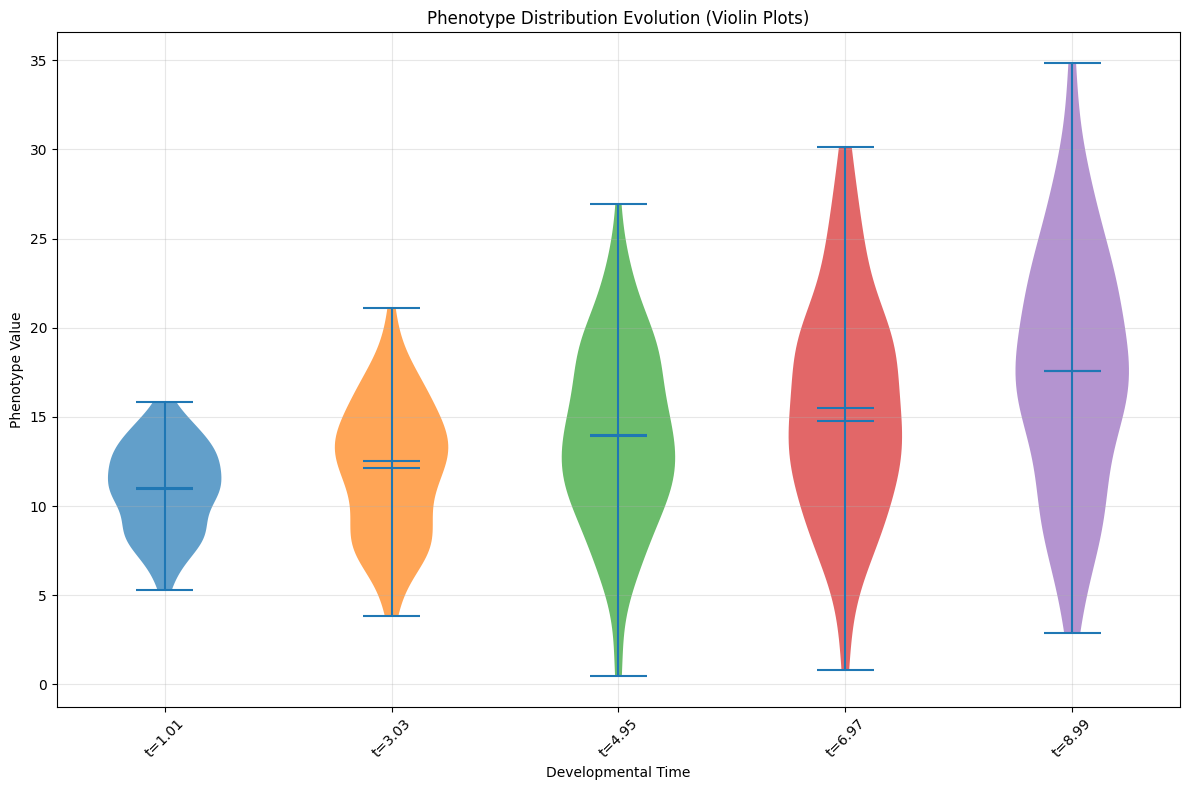 Phenotype Distribution Evolution (Violin Plots)
Phenotype Value
35
30
25
20
15
10
5
0
t=1.01
t=3.03
t=4.95
t=6.97
t=8.99
Developmental Time